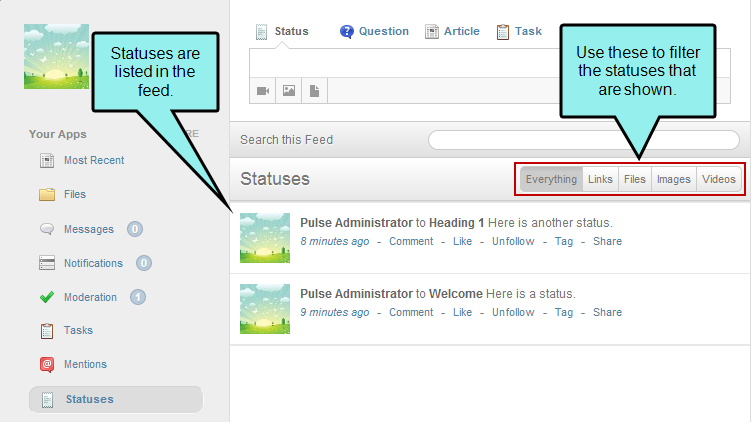 Statuses are
listed in the
feed.
Status
Question
Article
Task
Use these to filter
the statuses that
are shown.
Your Apps
RE
Most Recent
Files
Messages 0
Notifications 0
Moderation 1
Tasks
Mentions
Statuses
Search this Feed
Statuses
Everything Links Files Images Videos
Pulse Administrator to Heading 1 Here is another status.
8 minutes ago - Comment - Like - Unfollow - Tag - Share
Pulse Administrator to Welcome Here is a status.
9 minutes ago - Comment - Like - Unfollow - Tag - Share